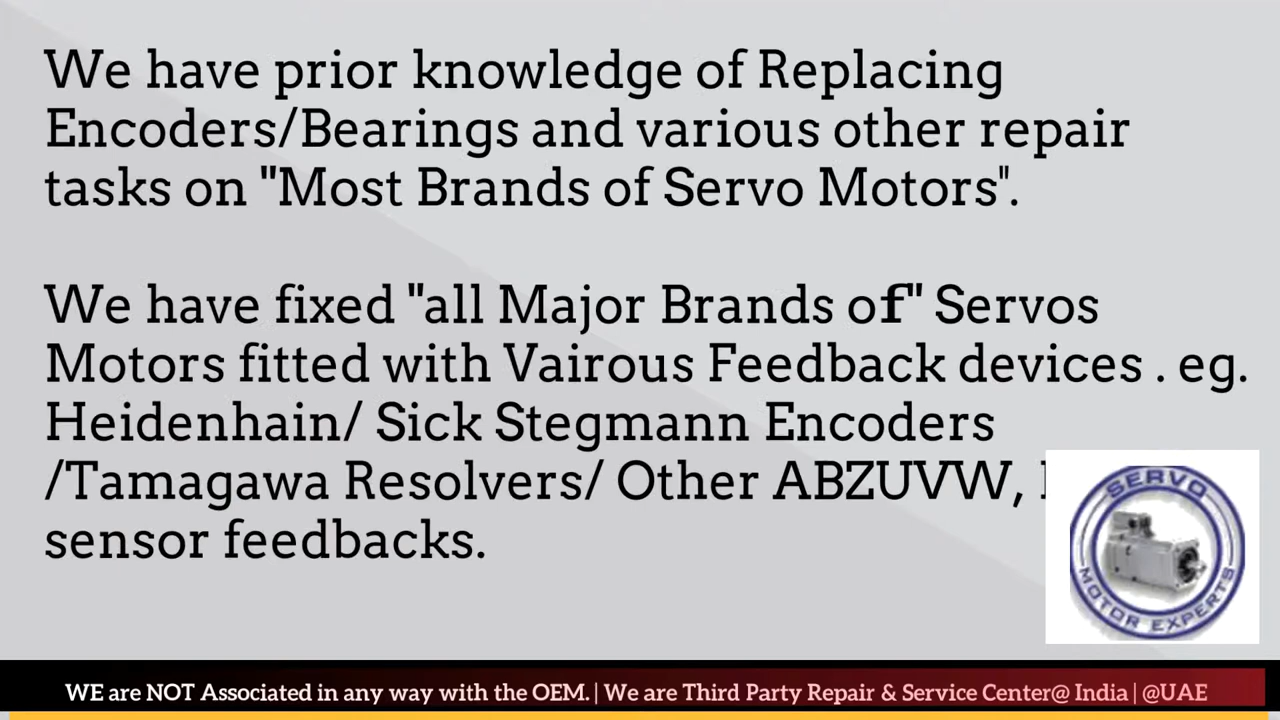 We have prior knowledge of Replacing
Encoders/Bearings and various other repair
tasks on "Most Brands of Servo Motors".
We have fixed "all Major Brands of" Servos
Motors fitted with Vairous Feedback devices . eg.
Heidenhain/ Sick Stegmann Encoders
/Tamagawa Resolvers/ Other ABZUVW,
sensor feedbacks.
SERVO
MOTOR EXPERTS
WE are NOT Associated in any way with the OEM. | We are Third Party Repair & Service Center@ India | @UAE